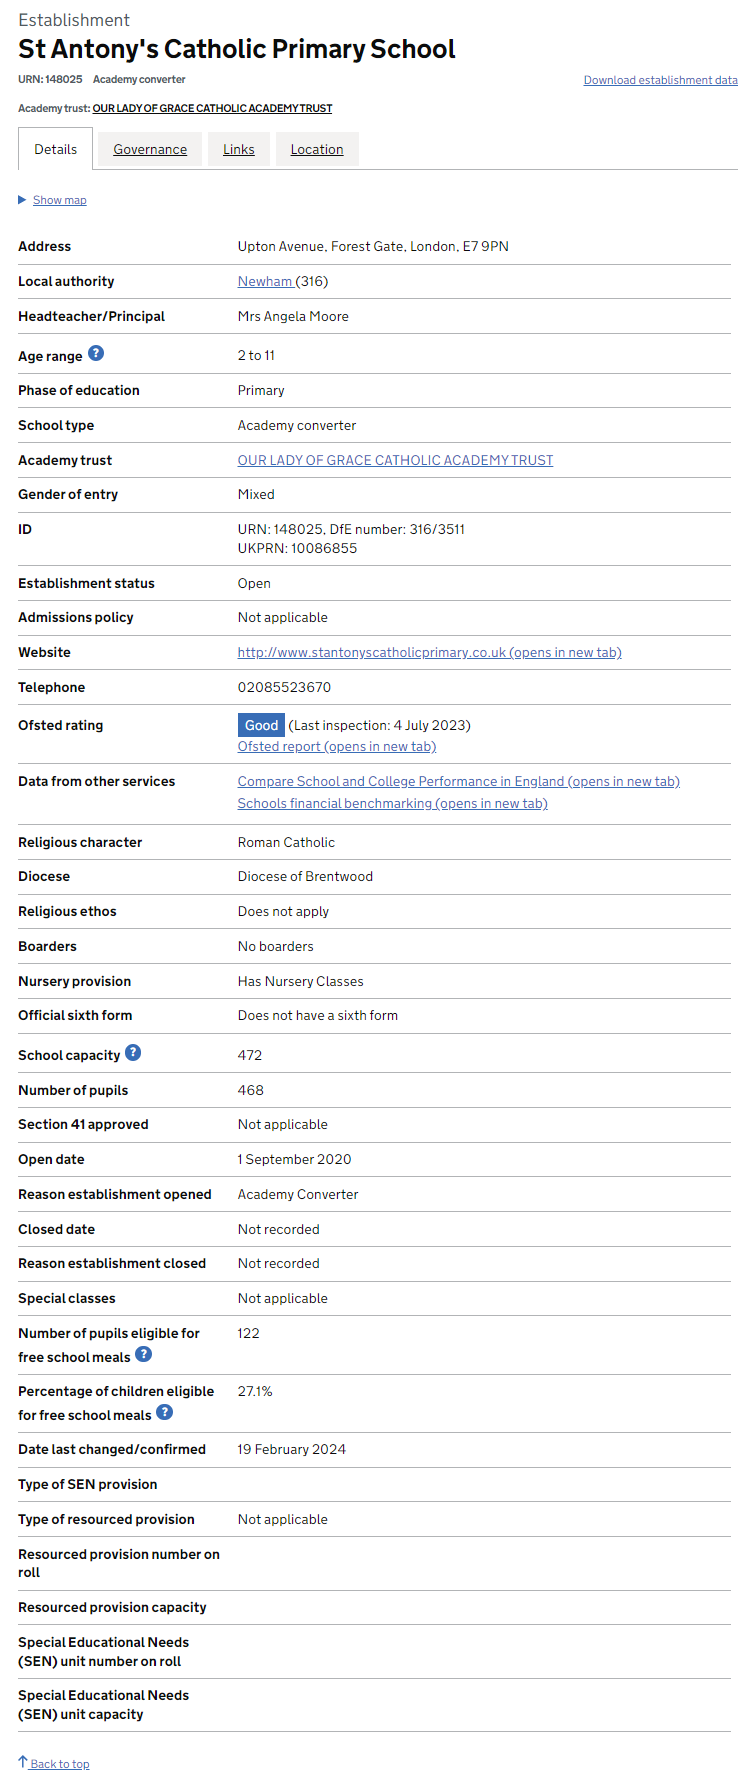 Establishment
St Antony's Catholic Primary School
URN: 148025 Academy converter
Download establishment data
Academy trust: OUR LADY OF GRACE CATHOLIC ACADEMY TRUST
Details Governance Links Location
Show map
Address Upton Avenue, Forest Gate, London, E7 9PN
Local authority Newham (316)
Headteacher/Principal Mrs Angela Moore
Age range ? 2 to 11
Phase of education Primary
School type Academy converter
Academy trust OUR LADY OF GRACE CATHOLIC ACADEMY TRUST
Gender of entry Mixed
ID URN: 148025, DfE number: 316/3511
UKPRN: 10086855
Establishment status Open
Admissions policy Not applicable
Website http://www.stantonyscatholicprimary.co.uk (opens in new tab)
Telephone 02085523670
Ofsted rating Good (Last inspection: 4 July 2023)
Ofsted report (opens in new tab)
Data from other services Compare School and College Performance in England (opens in new tab)
Schools financial benchmarking (opens in new tab)
Religious character Roman Catholic
Diocese Diocese of Brentwood
Religious ethos Does not apply
Boarders No boarders
Nursery provision Has Nursery Classes
Official sixth form Does not have a sixth form
School capacity ? 472
Number of pupils 468
Section 41 approved Not applicable
Open date 1 September 2020
Reason establishment opened Academy Converter
Closed date Not recorded
Reason establishment closed Not recorded
Special classes Not applicable
Number of pupils eligible for 122
free school meals ?
Percentage of children eligible 27.1%
for free school meals ?
Date last changed/confirmed 19 February 2024
Type of SEN provision
Type of resourced provision Not applicable
Resourced provision number on
roll
Resourced provision capacity
Special Educational Needs
(SEN) unit number on roll
Special Educational Needs
(SEN) unit capacity
Back to top